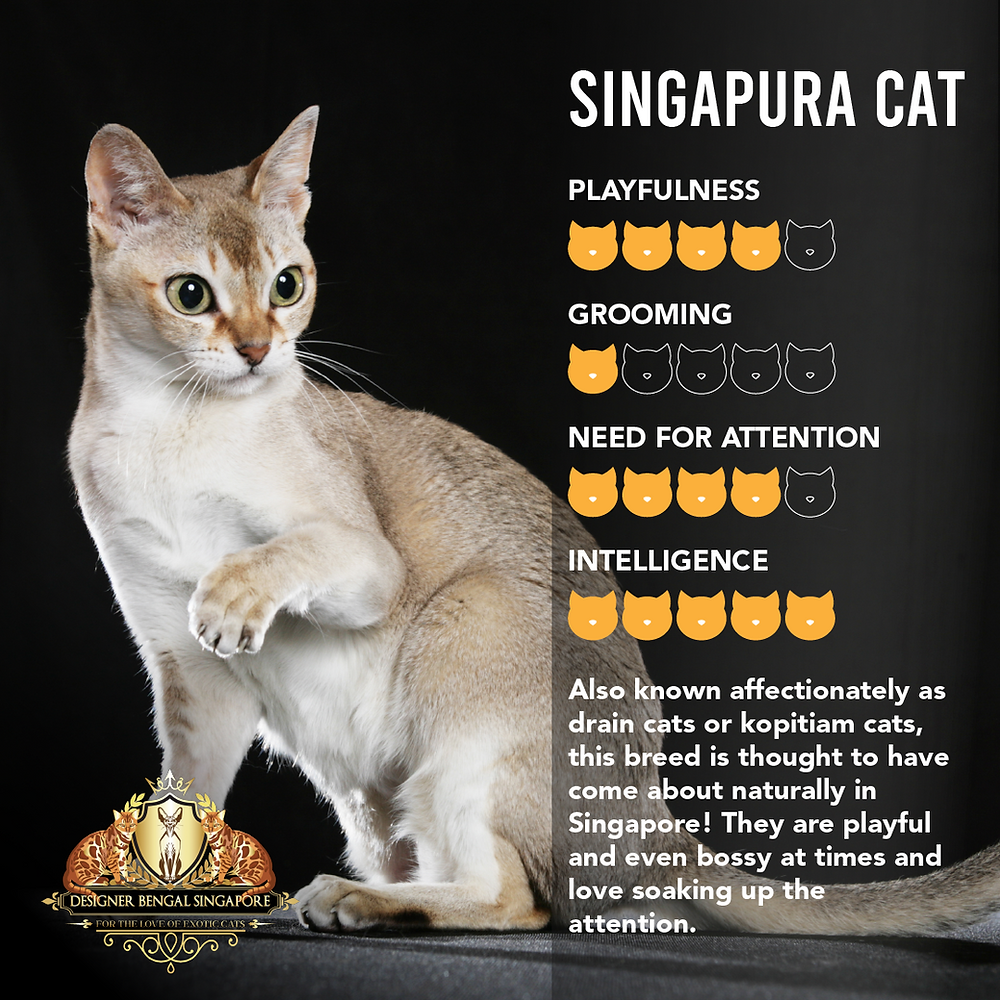 SINGAPURA CAT
PLAYFULNESS
GROOMING
NEED FOR ATTENTION
INTELLIGENCE
Also known affectionately as
drain cats or kopitiam cats,
this breed is thought to have
come about naturally in
Singapore! They are playful
and even bossy at times and
love soaking up the
attention.
DESIGNER BENGAL SINGAPORE
FOR THE LOVE OF EXOTIC CATS